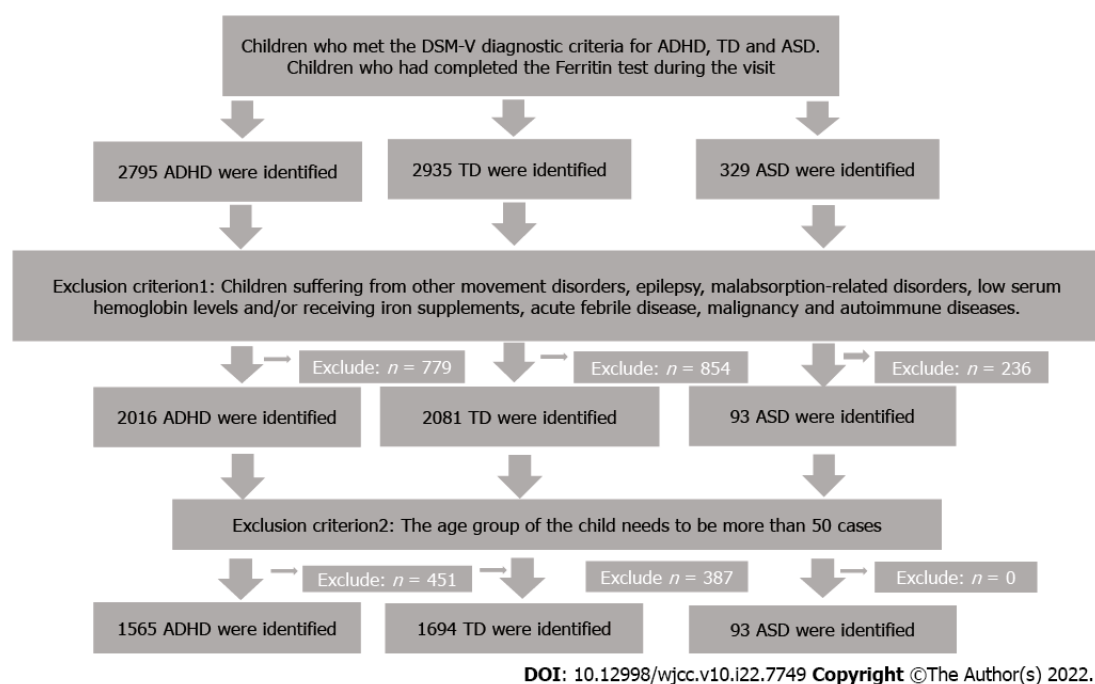 Children who met the DSM-V diagnostic criteria for ADHD, TD and ASD.
Children who had completed the Ferritin test during the visit
2795 ADHD were identified
2935 TD were identified
329 ASD were identified
Exclusion criterion1: Children suffering from other movement disorders, epilepsy, malabsorption-related disorders, low serum
hemoglobin levels and/or receiving iron supplements, acute febrile disease, malignancy and autoimmune diseases.
Exclude: n = 779
Exclude: n = 854
Exclude: n = 236
2016 ADHD were identified
2081 TD were identified
93 ASD were identified
Exclusion criterion2: The age group of the child needs to be more than 50 cases
Exclude: n = 451
Exclude n = 387
Exclude: n = 0
1565 ADHD were identified
1694 TD were identified
93 ASD were identified
DOI: 10.12998/wjcc.v10.i22.7749 Copyright ©The Author(s) 2022.